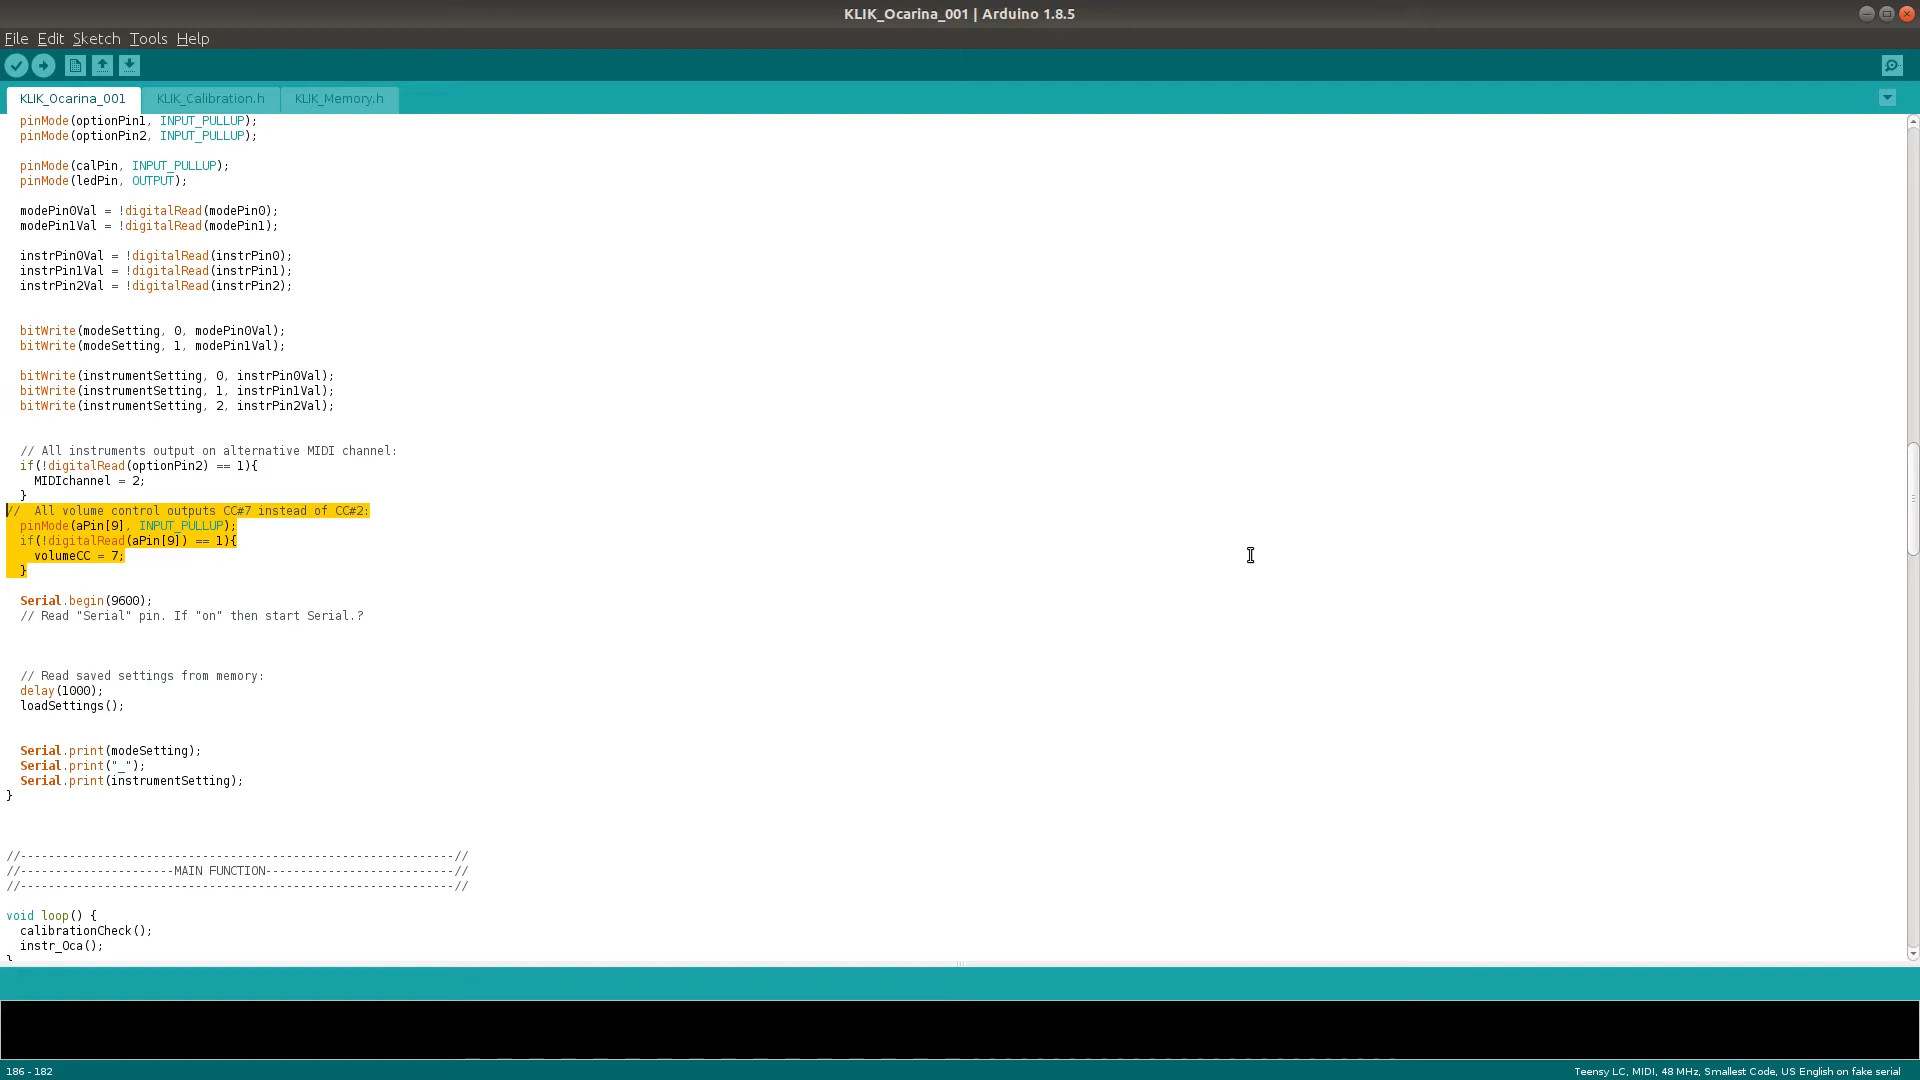 KLIK_Ocarina_001 | Arduino 1.8.5
File Edit Sketch Tools Help
KLIK_Ocarina_001 KLIK_Calibration.h KLIK_Memory.h
pinMode(optionPin1, INPUT_PULLUP);
pinMode(optionPin2, INPUT_PULLUP);
pinMode(calPin, INPUT_PULLUP);
pinMode(ledPin, OUTPUT);
modePin0Val = !digitalRead(modePin0);
modePin1Val = !digitalRead(modePin1);
instrPin0Val = !digitalRead(instrPin0);
instrPin1Val = !digitalRead(instrPin1);
instrPin2Val = !digitalRead(instrPin2);
bitWrite(modeSetting, 0, modePin0Val);
bitWrite(modeSetting, 1, modePin1Val);
bitWrite(instrumentSetting, 0, instrPin0Val);
bitWrite(instrumentSetting, 1, instrPin1Val);
bitWrite(instrumentSetting, 2, instrPin2Val);
// All instruments output on alternative MIDI channel:
if(!digitalRead(optionPin2) == 1){
MIDIchannel = 2;
}
// All volume control outputs CC#7 instead of CC#2:
pinMode(aPin[9], INPUT_PULLUP);
if(!digitalRead(aPin[9]) == 1){
volumeCC = 7;
}
Serial.begin(9600);
// Read "Serial" pin. If "on" then start Serial.?
// Read saved settings from memory:
delay(1000);
loadSettings();
Serial.print(modeSetting);
Serial.print("_");
Serial.print(instrumentSetting);
}
//--------------------------------------------------------------//
//----------------------MAIN FUNCTION---------------------------//
//--------------------------------------------------------------//
void loop() {
calibrationCheck();
instr_Oca();
}
186 - 182
Teensy LC, MIDI, 48 MHz, Smallest Code, US English on fake serial